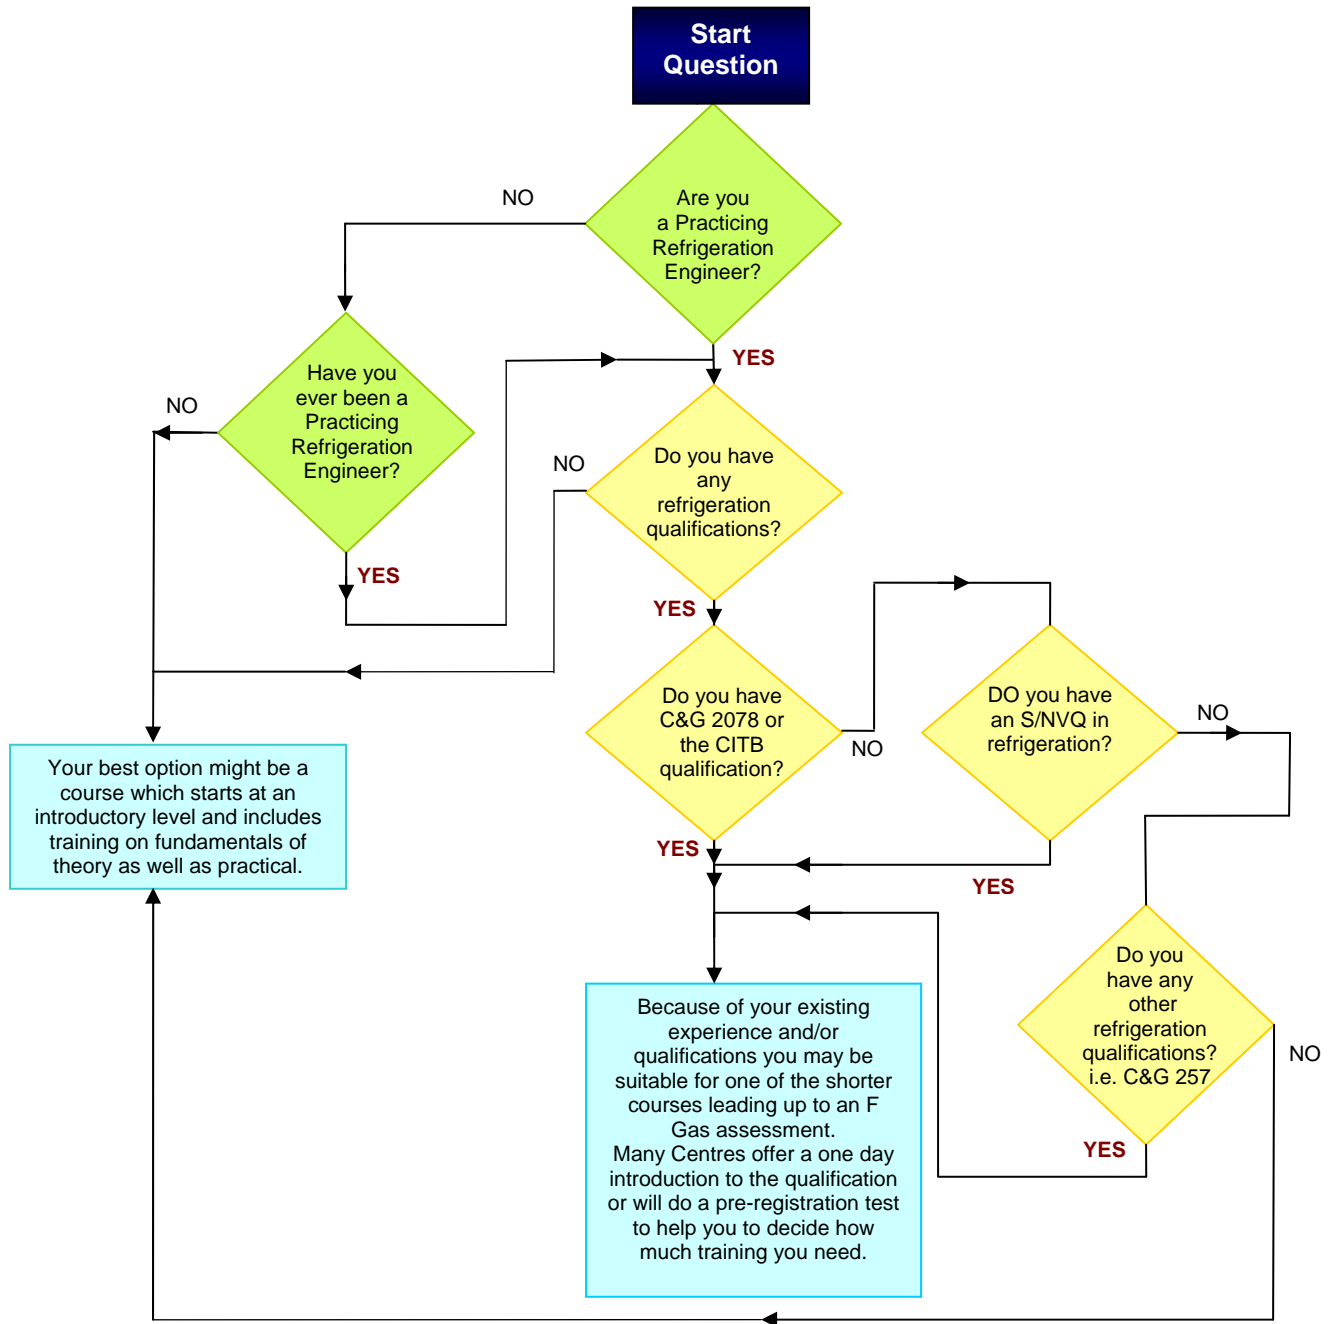 Start
Question
NO
Are you
a Practicing
Refrigeration
Engineer?
YES
Have you
ever been a
Practicing
Refrigeration
Engineer?
NO
YES
Do you have
any
refrigeration
qualifications?
NO
YES
Do you have
C&G 2078 or
the CITB
qualification?
NO
YES
DO you have
an S/NVQ in
refrigeration?
NO
YES
Your best option might be a
course which starts at an
introductory level and includes
training on fundamentals of
theory as well as practical.
Do you
have any
other
refrigeration
qualifications?
i.e. C&G 257
NO
YES
Because of your existing
experience and/or
qualifications you may be
suitable for one of the shorter
courses leading up to an F
Gas assessment.
Many Centres offer a one day
introduction to the qualification
or will do a pre-registration test
to help you to decide how
much training you need.